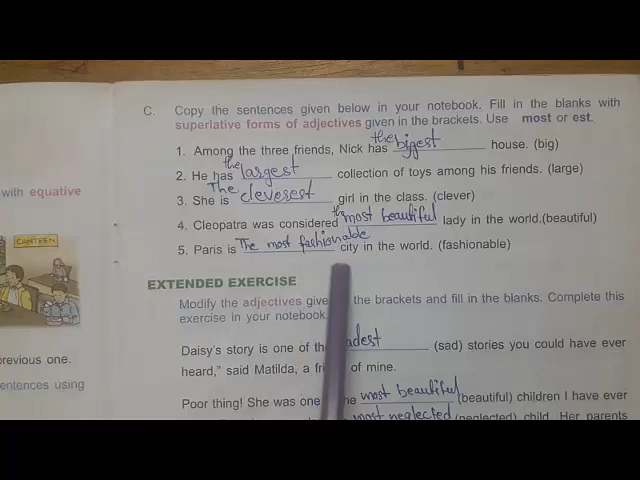 C. Copy the sentences given below in your notebook. Fill in the blanks with
superlative forms of adjectives given in the brackets. Use most or est.
1. Among the three friends, Nick has the biggest house. (big)
2. He has the largest collection of toys among his friends. (large)
3. She is The cleverest girl in the class. (clever)
with equative
4. Cleopatra was considered the most beautiful lady in the world.(beautiful)
CANTEEN
5. Paris is The most fashionable city in the world. (fashionable)
EXTENDED EXERCISE
Modify the adjectives the brackets and fill in the blanks. Complete this
exercise in your notebook
Daisy's story is one of (sad) stories you could have ever
previous one.
heard," said Matilda, a of mine.
entences using
Poor thing! She was one most beautiful (beautiful) children I have ever
most neglected (neglected) child. Her parents